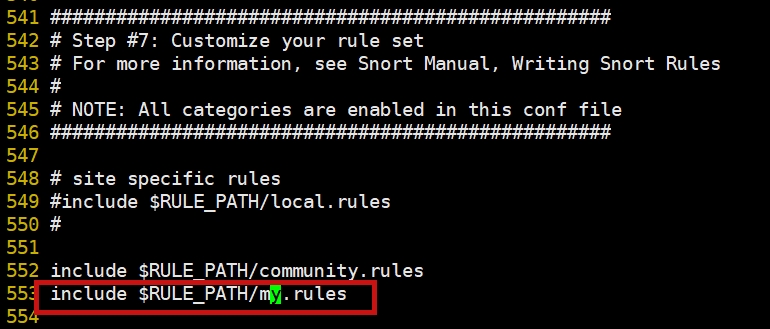 541 ###################################################
542 # Step #7: Customize your rule set
543 # For more information, see Snort Manual, Writing Snort Rules
544 #
545 # NOTE: All categories are enabled in this conf file
546 ###################################################
547
548 # site specific rules
549 #include $RULE_PATH/local.rules
550 #
551
552 include $RULE_PATH/community.rules
553 include $RULE_PATH/my.rules
554